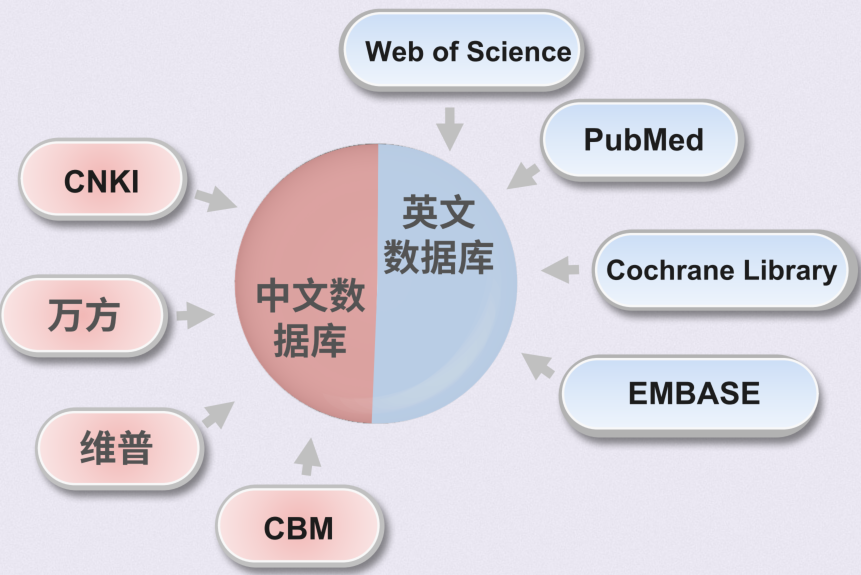 Web of Science
PubMed
CNKI
英文
数据库
Cochrane Library
中文数
据库
万方
EMBASE
维普
CBM